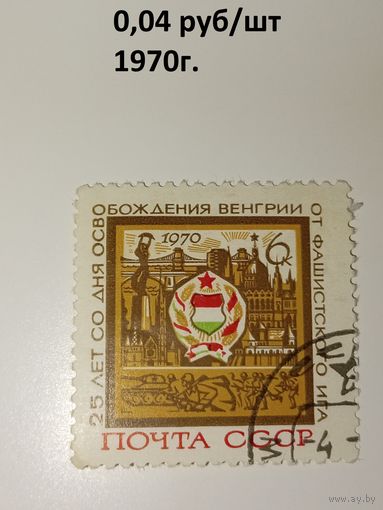 0,04 руб/шт
1970г.
25 ЛЕТ СО ДНЯ ОСВОБОЖДЕНИЯ ВЕНГРИИ ОТ ФАШИСТСКОГО ИГА
1970
6к
ПОЧТА СССР
4
www.ay.by